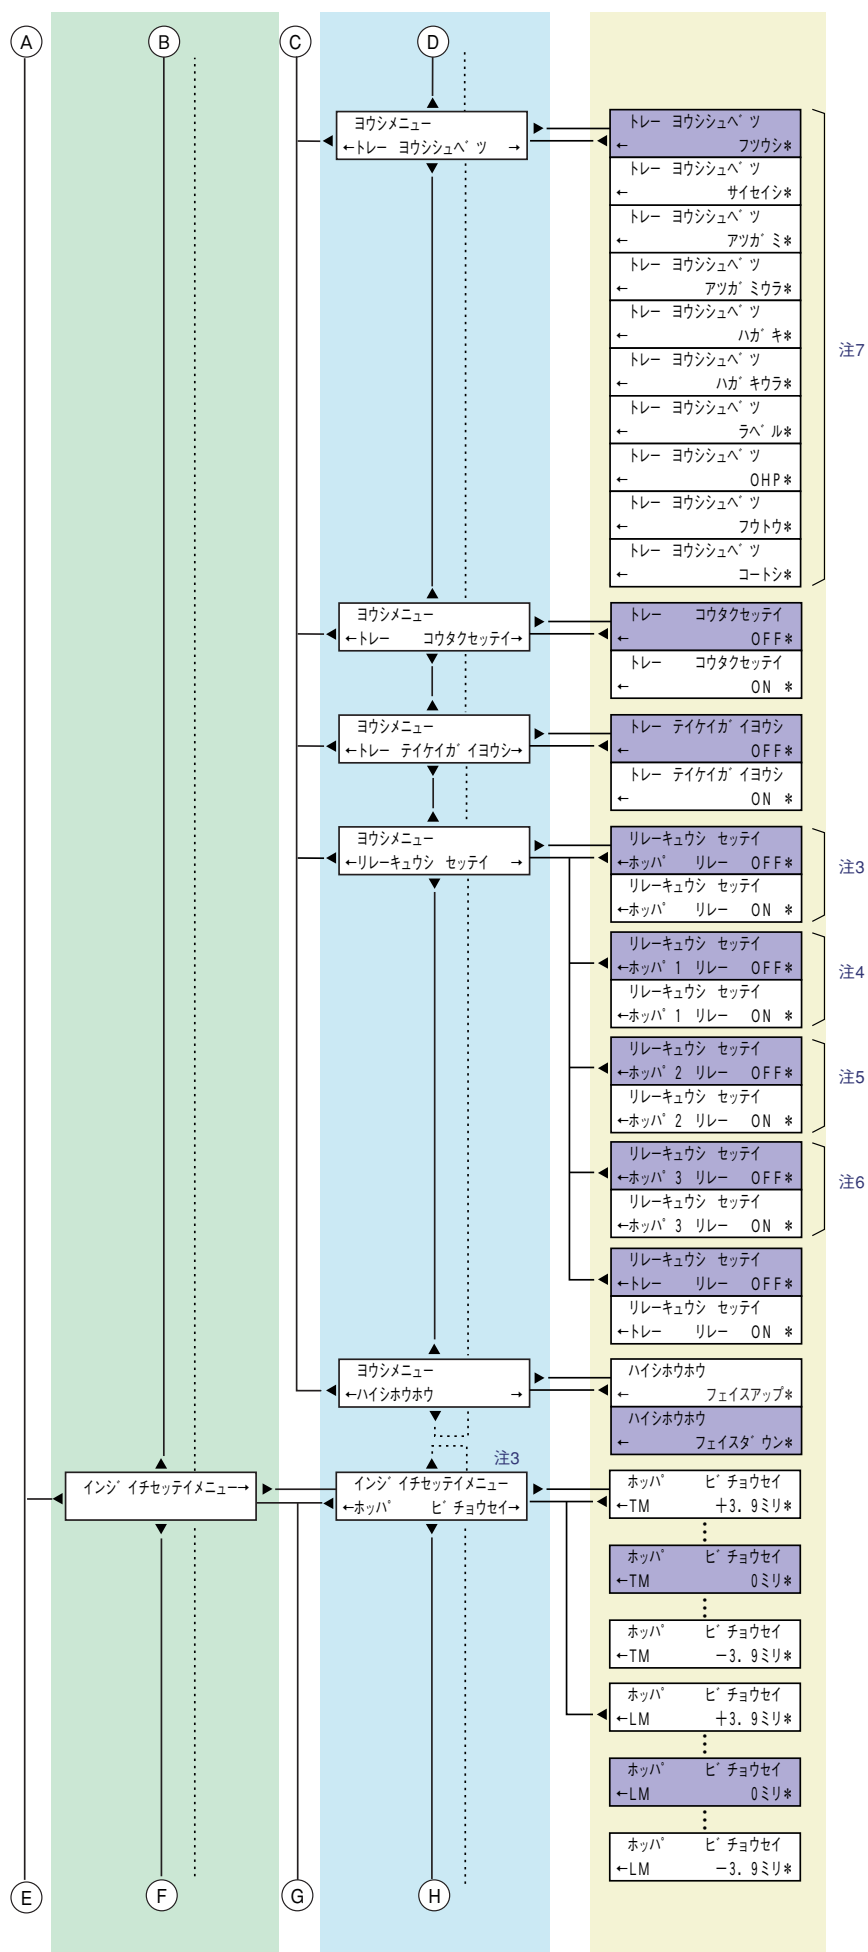 A
B
C
D
ヨウシメニュー
←トレー ヨウシシュベツ →
トレー ヨウシシュベツ
← フツウシ*
トレー ヨウシシュベツ
← サイセイシ*
トレー ヨウシシュベツ
← アツガミ*
トレー ヨウシシュベツ
← アツガミウラ*
トレー ヨウシシュベツ
← ハガキ*
トレー ヨウシシュベツ
← ハガキウラ*
トレー ヨウシシュベツ
← ラベル*
トレー ヨウシシュベツ
← OHP*
トレー ヨウシシュベツ
← フウトウ*
トレー ヨウシシュベツ
← コートシ*
注7
ヨウシメニュー
←トレー コウタクセッテイ→
トレー コウタクセッテイ
← OFF*
トレー コウタクセッテイ
← ON *
ヨウシメニュー
←トレー テイケイガイヨウシ→
トレー テイケイガイヨウシ
← OFF*
トレー テイケイガイヨウシ
← ON *
ヨウシメニュー
←リレーキュウシ セッテイ →
リレーキュウシ セッテイ
←ホッパ リレー OFF*
リレーキュウシ セッテイ
←ホッパ リレー ON *
注3
リレーキュウシ セッテイ
←ホッパ1 リレー OFF*
リレーキュウシ セッテイ
←ホッパ1 リレー ON *
注4
リレーキュウシ セッテイ
←ホッパ2 リレー OFF*
リレーキュウシ セッテイ
←ホッパ2 リレー ON *
注5
リレーキュウシ セッテイ
←ホッパ3 リレー OFF*
リレーキュウシ セッテイ
←ホッパ3 リレー ON *
注6
リレーキュウシ セッテイ
←トレー リレー OFF*
リレーキュウシ セッテイ
←トレー リレー ON *
ヨウシメニュー
←ハイシホウホウ →
ハイシホウホウ
← フェイスアップ*
ハイシホウホウ
← フェイスダウン*
インジイチセッテイメニュー→
注3
インジイチセッテイメニュー
←ホッパ ビチョウセイ→
ホッパ ビチョウセイ
←TM +3.9ミリ*
ホッパ ビチョウセイ
←TM 0ミリ*
ホッパ ビチョウセイ
←TM −3.9ミリ*
ホッパ ビチョウセイ
←LM +3.9ミリ*
ホッパ ビチョウセイ
←LM 0ミリ*
ホッパ ビチョウセイ
←LM −3.9ミリ*
E
F
G
H